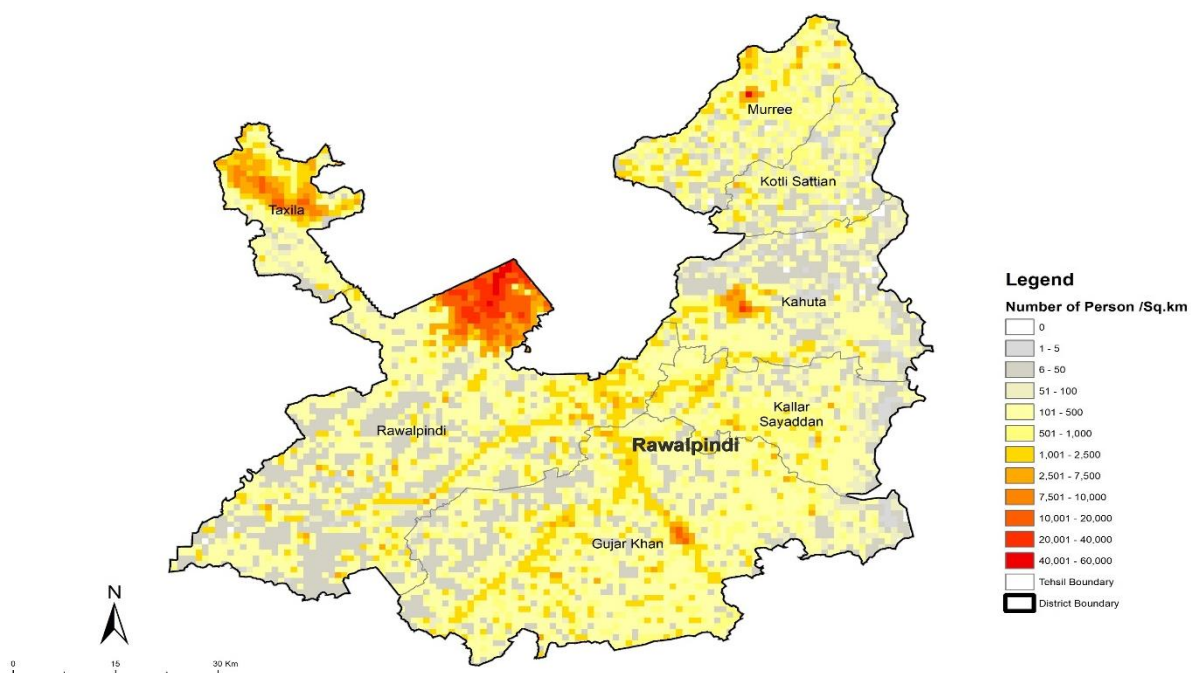 Murree
Kotli Sattian
Taxila
Kahuta
Rawalpindi
Kallar
Sayaddan
Rawalpindi
Gujar Khan
N
0 15 30 Km
Legend
Number of Person /Sq.km
0
1 - 5
6 - 50
51 - 100
101 - 500
501 - 1,000
1,001 - 2,500
2,501 - 7,500
7,501 - 10,000
10,001 - 20,000
20,001 - 40,000
40,001 - 60,000
Tehsil Boundary
District Boundary